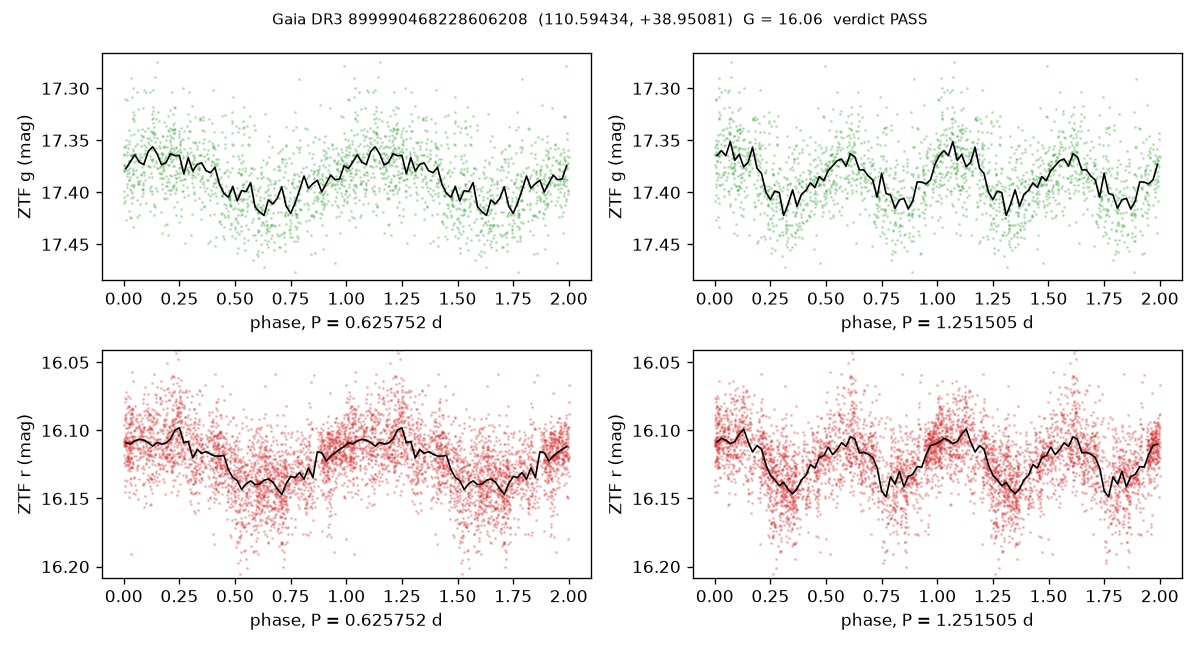 Gaia DR3 899990468228606208 (110.59434, +38.95081) G = 16.06 verdict PASS
ZTF g (mag)
17.30
17.35
17.40
17.45
0.00 0.25 0.50 0.75 1.00 1.25 1.50 1.75 2.00
phase, P = 0.625752 d
ZTF g (mag)
17.30
17.35
17.40
17.45
0.00 0.25 0.50 0.75 1.00 1.25 1.50 1.75 2.00
phase, P = 1.251505 d
ZTF r (mag)
16.05
16.10
16.15
16.20
0.00 0.25 0.50 0.75 1.00 1.25 1.50 1.75 2.00
phase, P = 0.625752 d
ZTF r (mag)
16.05
16.10
16.15
16.20
0.00 0.25 0.50 0.75 1.00 1.25 1.50 1.75 2.00
phase, P = 1.251505 d